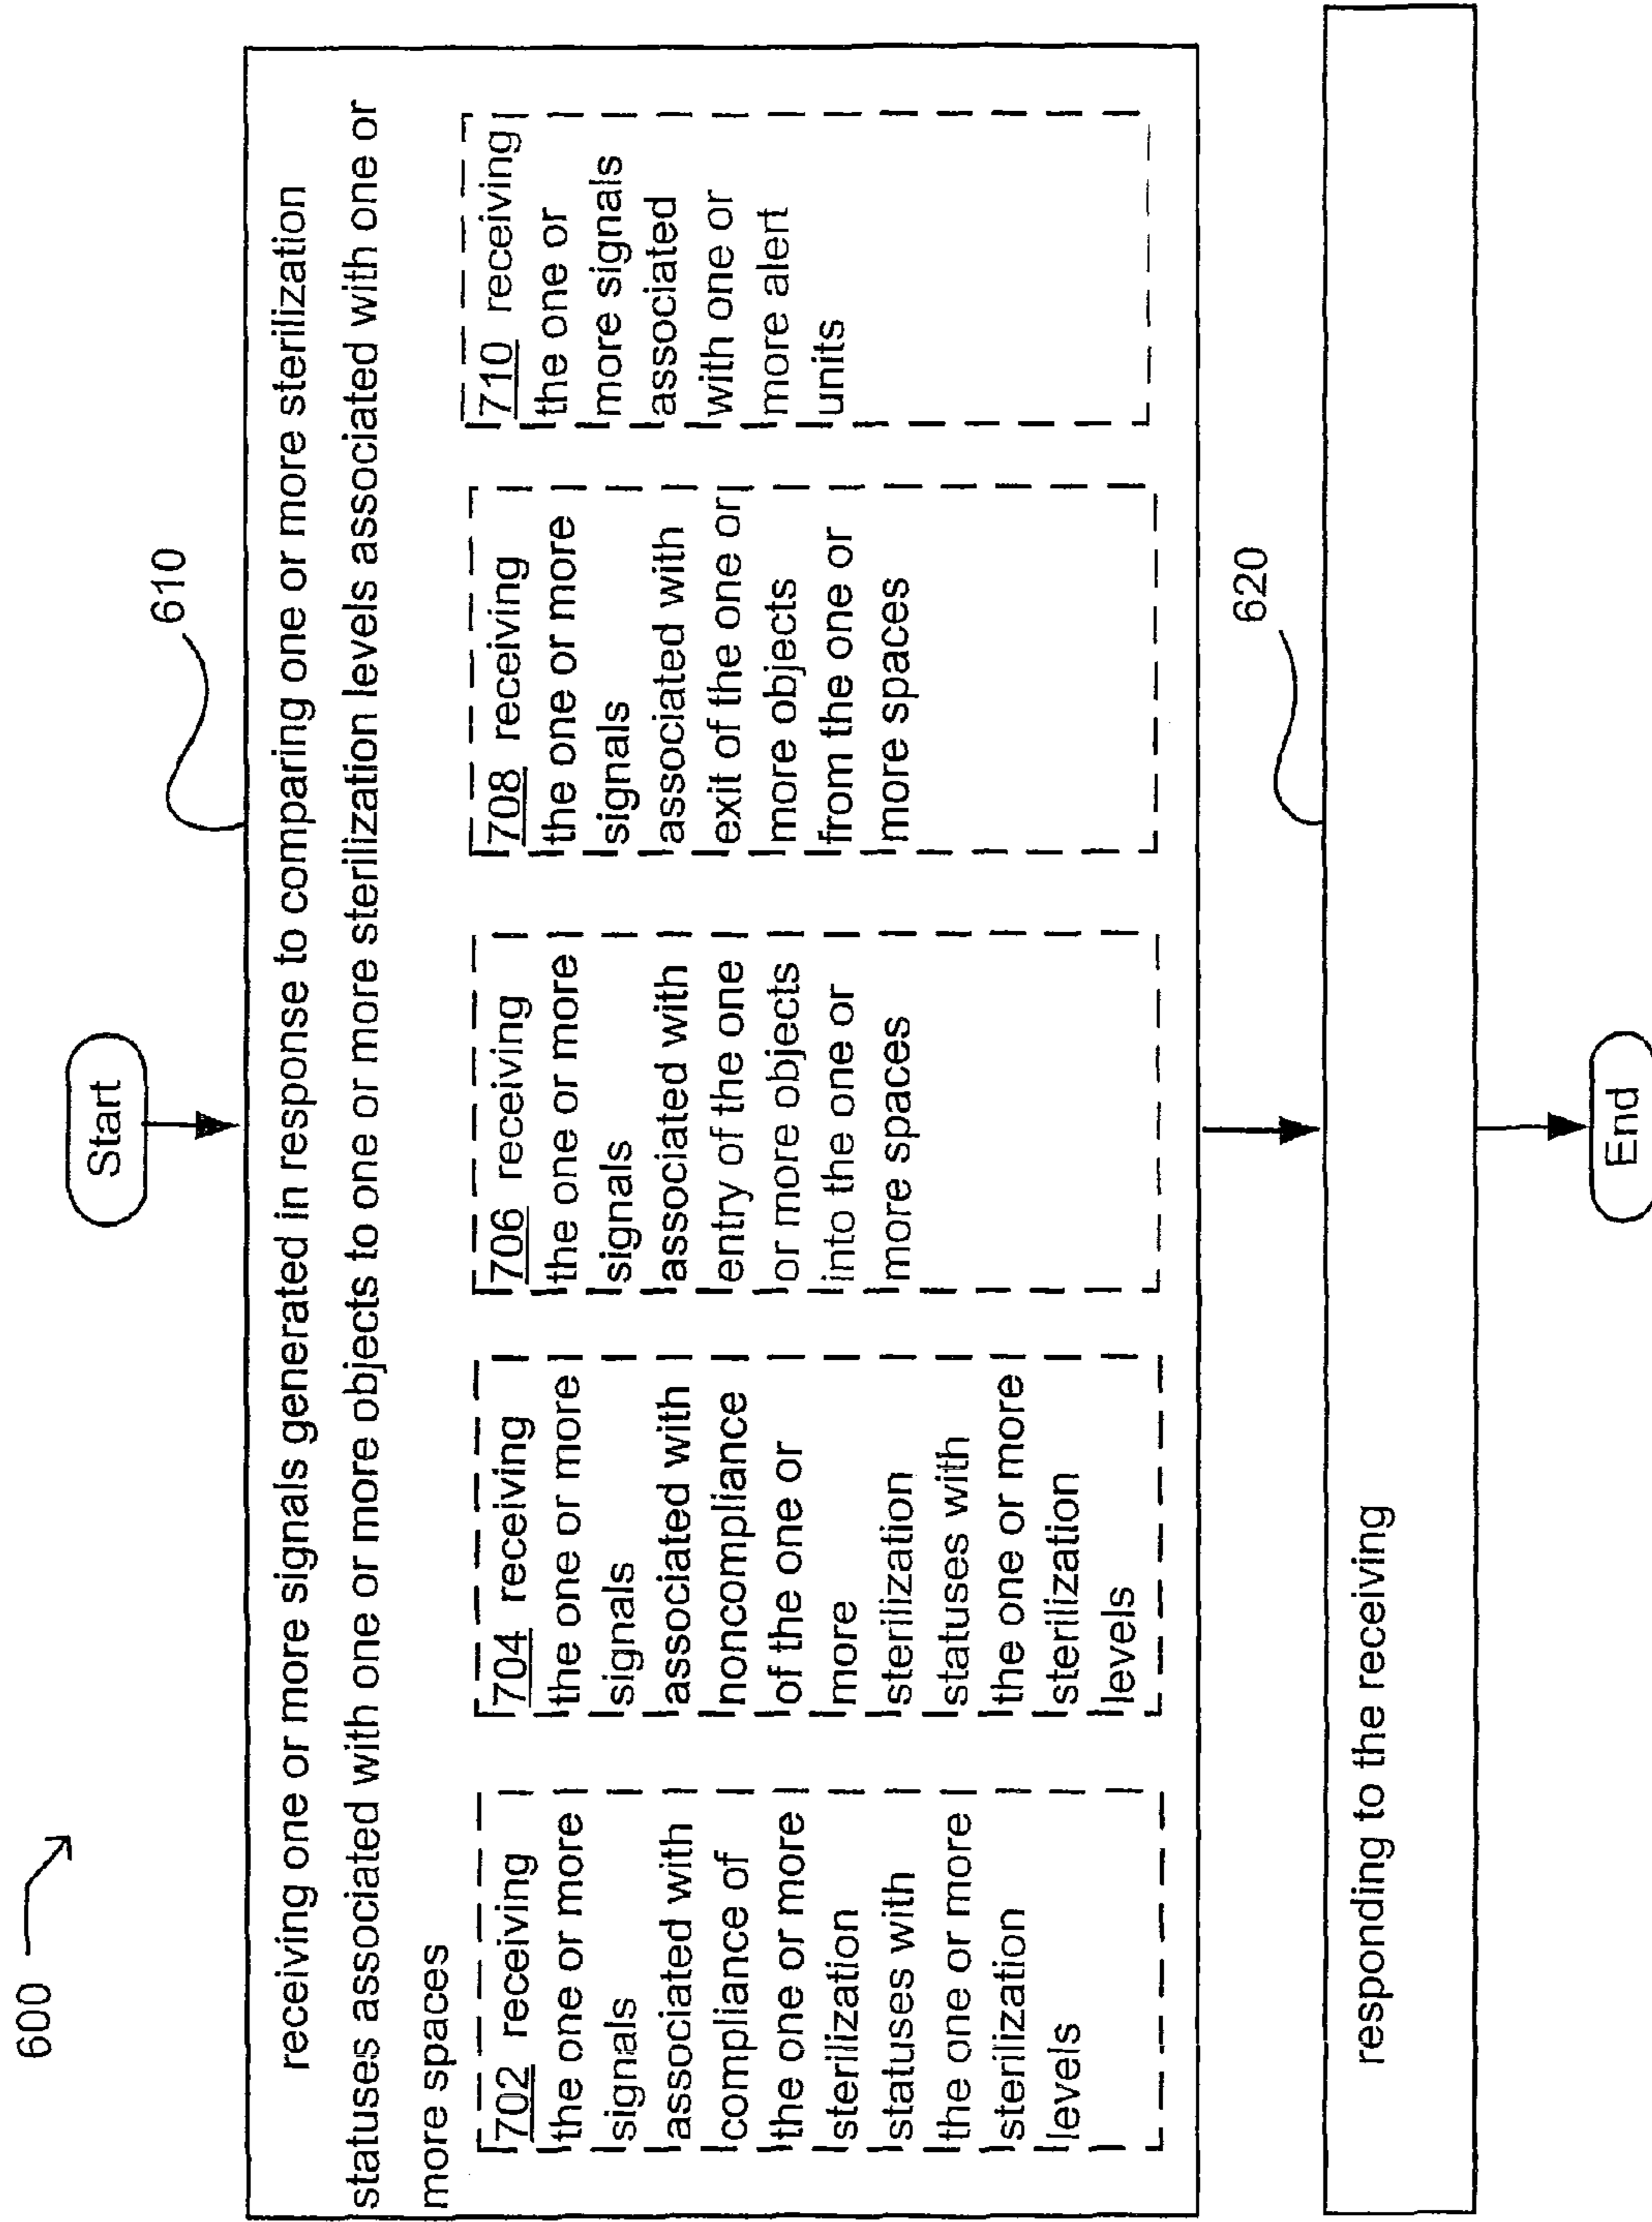 600
Start
610
receiving one or more signals generated in response to comparing one or more sterilization
statuses associated with one or more objects to one or more sterilization levels associated with one or
more spaces
702 receiving
the one or more
signals
associated with
compliance of
the one or more
sterilization
statuses with
the one or more
sterilization
levels
704 receiving
the one or more
signals
associated with
noncompliance
of the one or
more
sterilization
statuses with
the one or more
sterilization
levels
706 receiving
the one or more
signals
associated with
entry of the one
or more objects
into the one or
more spaces
708 receiving
the one or more
signals
associated with
exit of the one or
more objects
from the one or
more spaces
710 receiving
the one or
more signals
associated
with one or
more alert
units
620
responding to the receiving
End